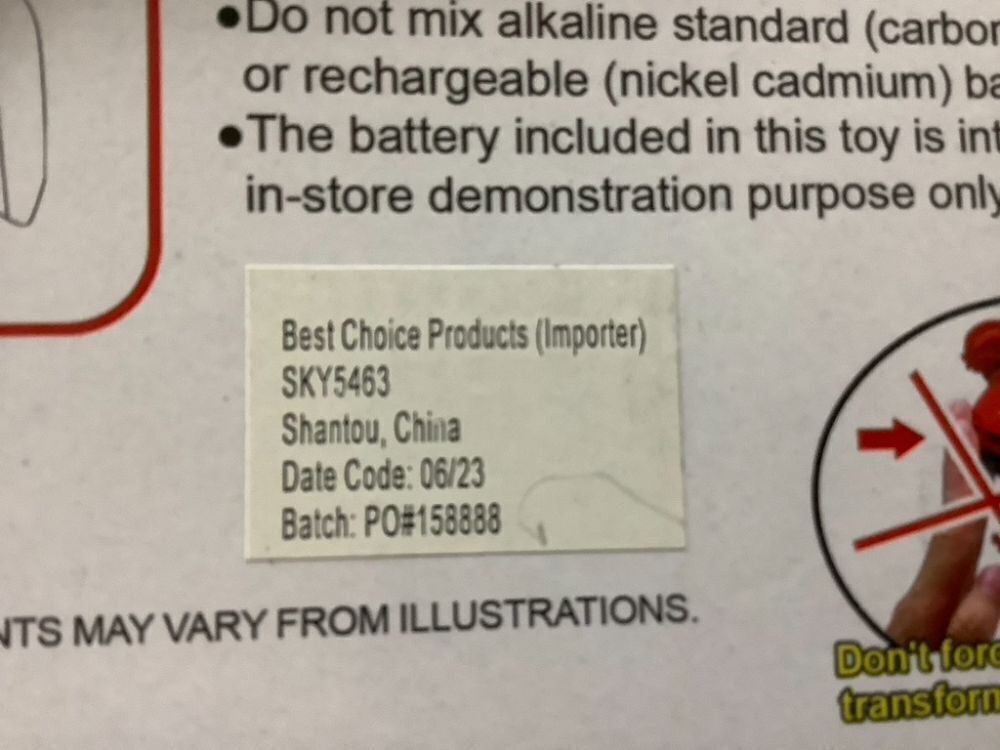 ●Do not mix alkaline standard (carbon
or rechargeable (nickel cadmium) ba
●The battery included in this toy is int
in-store demonstration purpose only
Best Choice Products (Importer)
SKY5463
Shantou, China
Date Code: 06/23
Batch: PO#158888
NTS MAY VARY FROM ILLUSTRATIONS.
Don't forc
transform